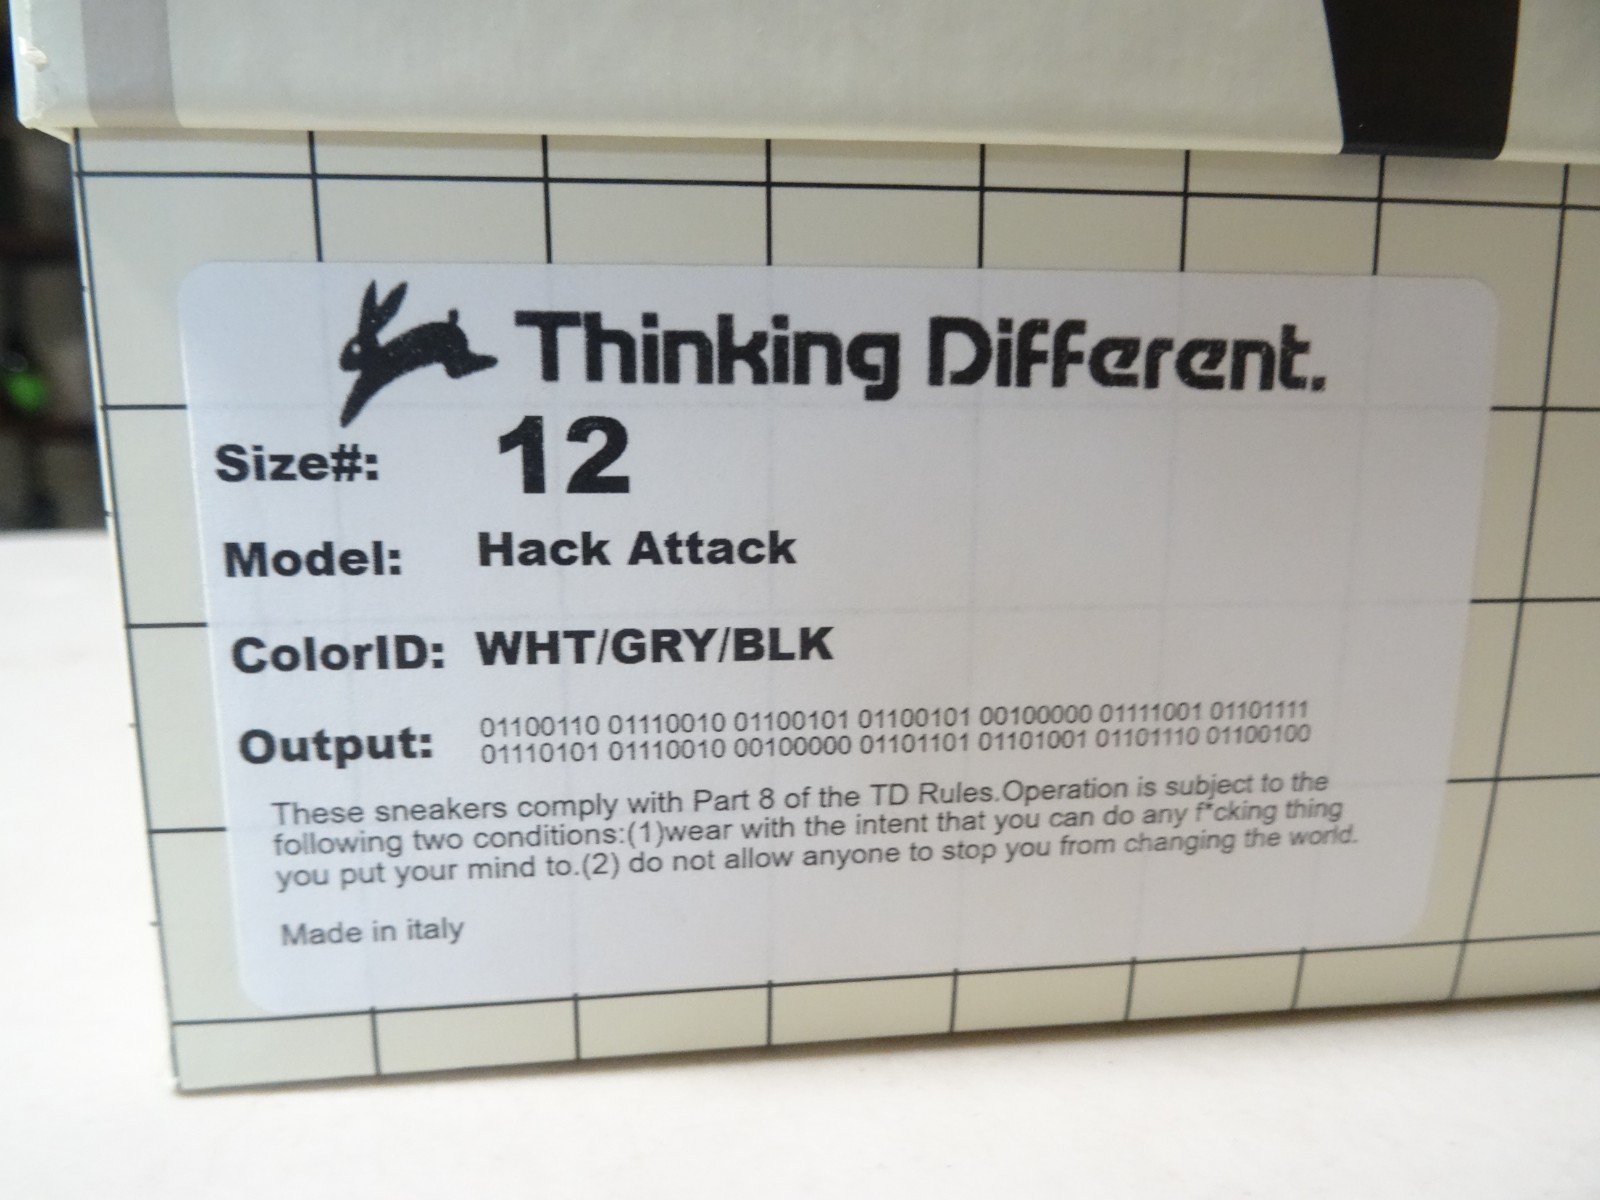 Thinking Different.
Size#: 12
Model: Hack Attack
ColorID: WHT/GRY/BLK
Output: 01100110 01110010 01100101 01100101 00100000 01111001 01101111
01110101 01110010 00100000 01101101 01101001 01101110 01100100
These sneakers comply with Part 8 of the TD Rules.Operation is subject to the
following two conditions:(1)wear with the intent that you can do any f*cking thing
you put your mind to.(2) do not allow anyone to stop you from changing the world.
Made in italy